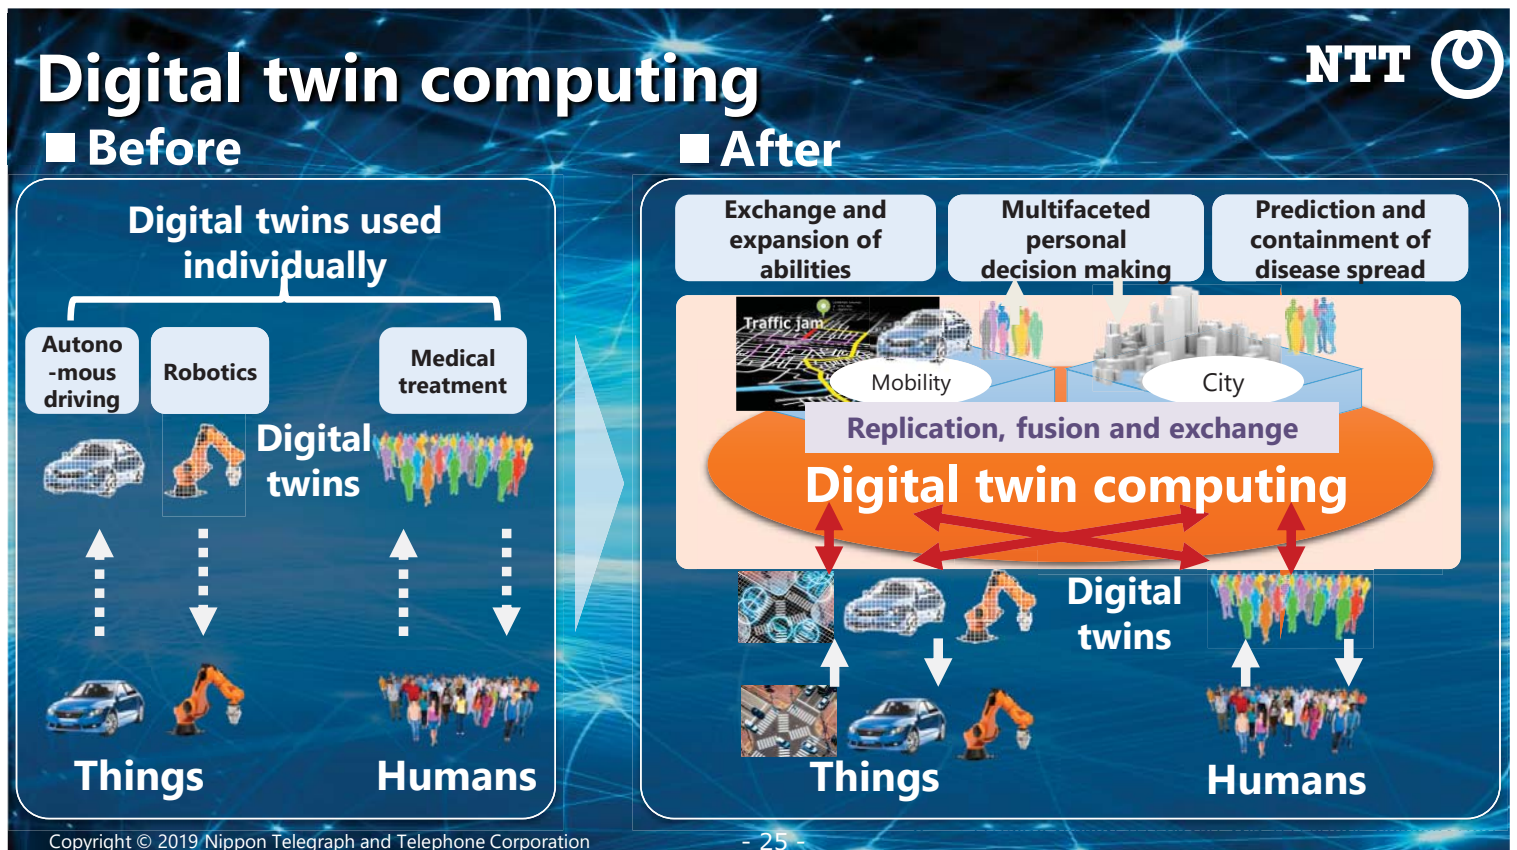 Digital twin computing
NTT
■ Before
■ After
Digital twins used
individually
Autono
-mous
driving
Robotics
Medical
treatment
Digital
twins
Things
Humans
Exchange and
expansion of
abilities
Multifaceted
personal
decision making
Prediction and
containment of
disease spread
Traffic jam
Mobility
City
Replication, fusion and exchange
Digital twin computing
Digital
twins
Things
Humans
Copyright © 2019 Nippon Telegraph and Telephone Corporation
- 25 -